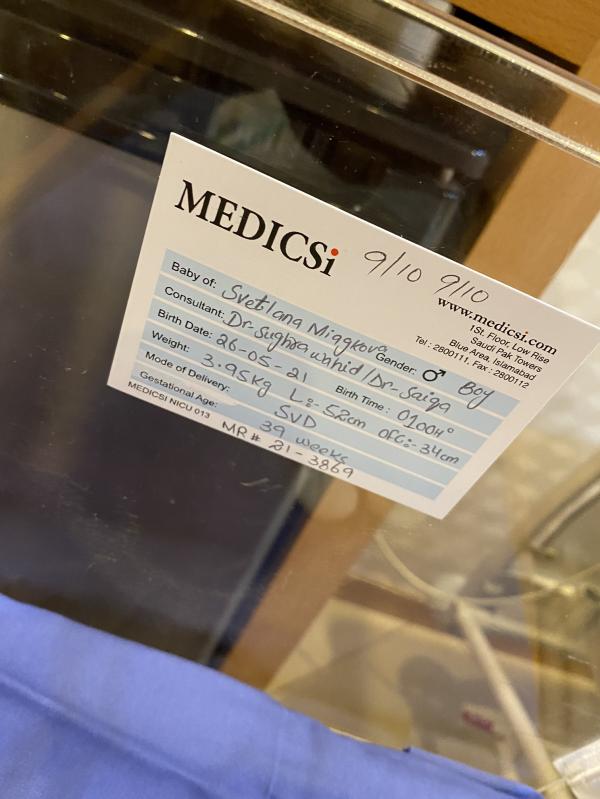 MEDICSi
9/10 9/10
www.medicsi.com
1St. Floor, Low Rise
Saudi Pak Towers
Blue Area, Islamabad
Tel : 2800111, Fax : 2800112
Baby of: Svetlana Miggkova Gender: ♂ Boy
Consultant: Dr Sughra wahid / Dr-Saiqa
Birth Date: 26-05-21 Birth Time: 0100H°
Weight: 3.95Kg L:- 52cm OFC:- 34cm
Mode of Delivery: SVD
Gestational Age: 39 weeks
MEDICSI NICU 013 MR # 21-3869